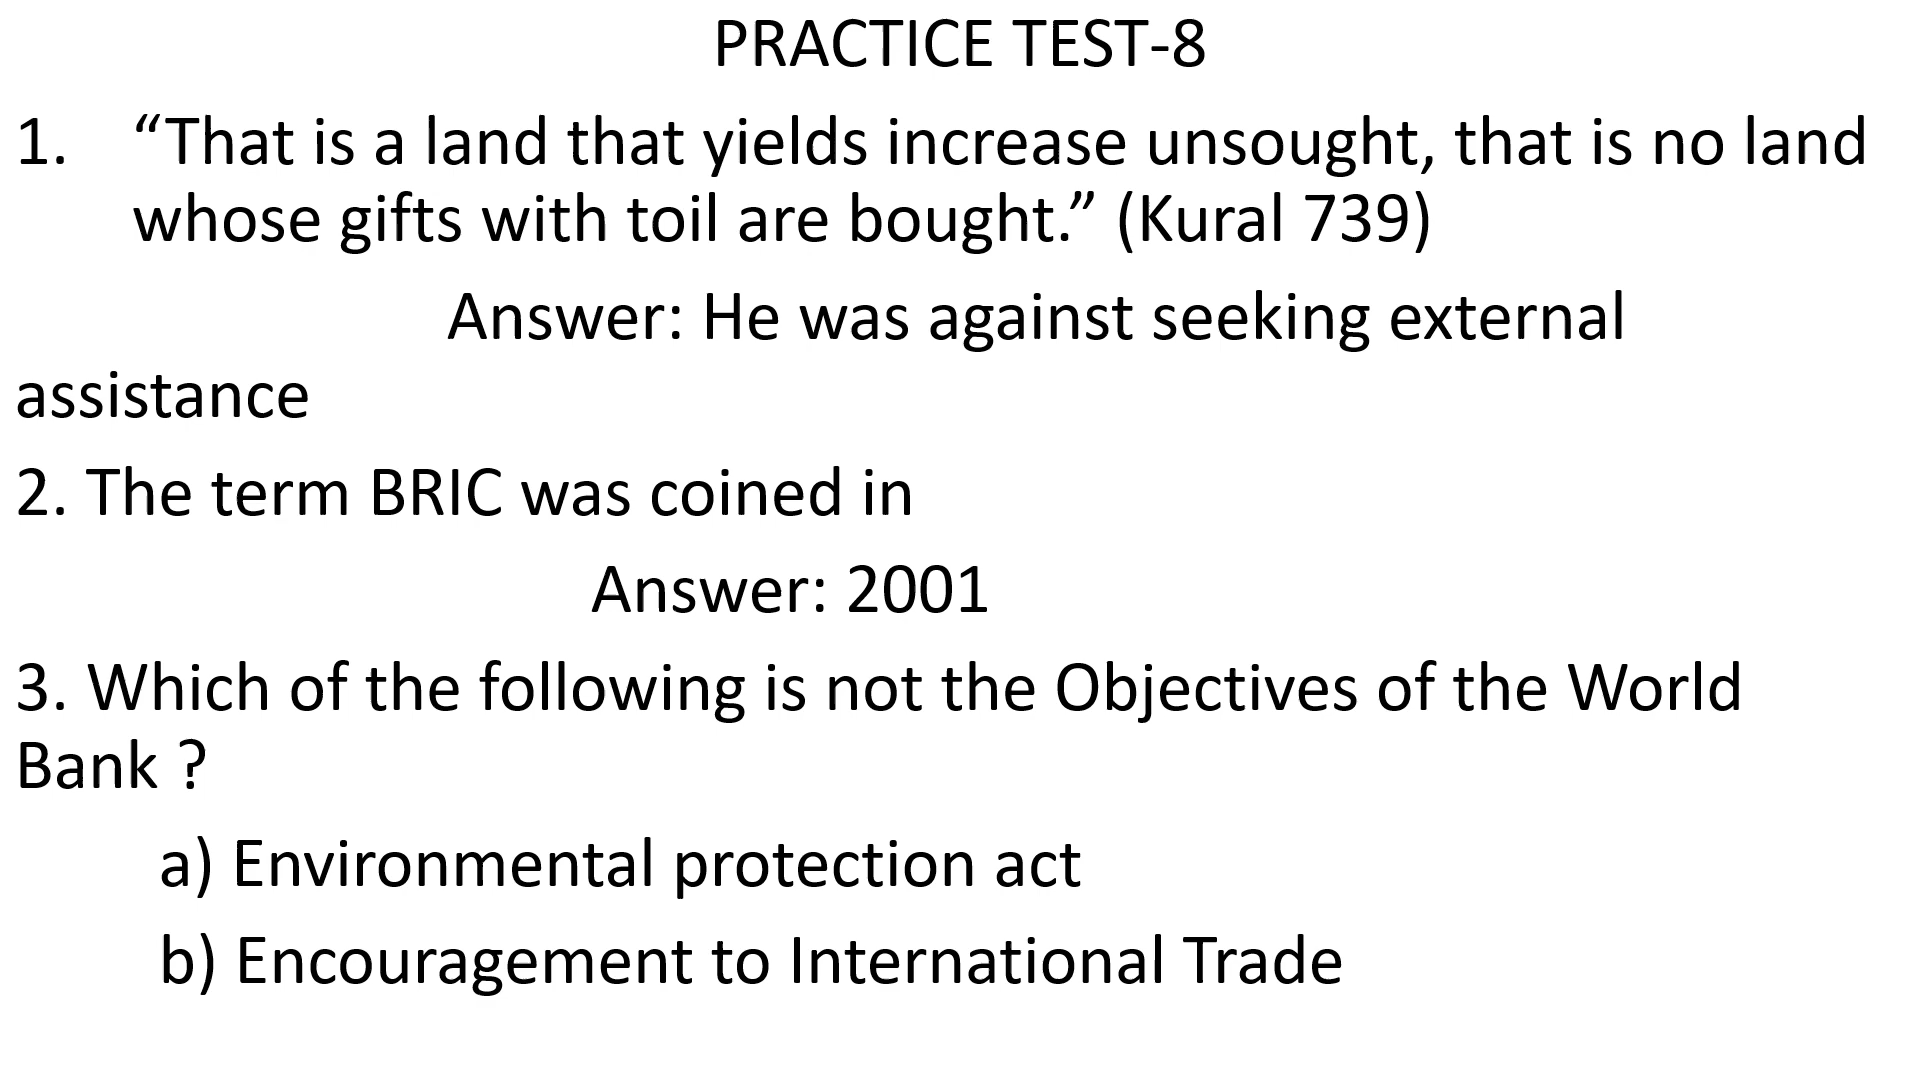 PRACTICE TEST-8
1. “That is a land that yields increase unsought, that is no land
whose gifts with toil are bought.” (Kural 739)
Answer: He was against seeking external
assistance
2. The term BRIC was coined in
Answer: 2001
3. Which of the following is not the Objectives of the World
Bank ?
a) Environmental protection act
b) Encouragement to International Trade